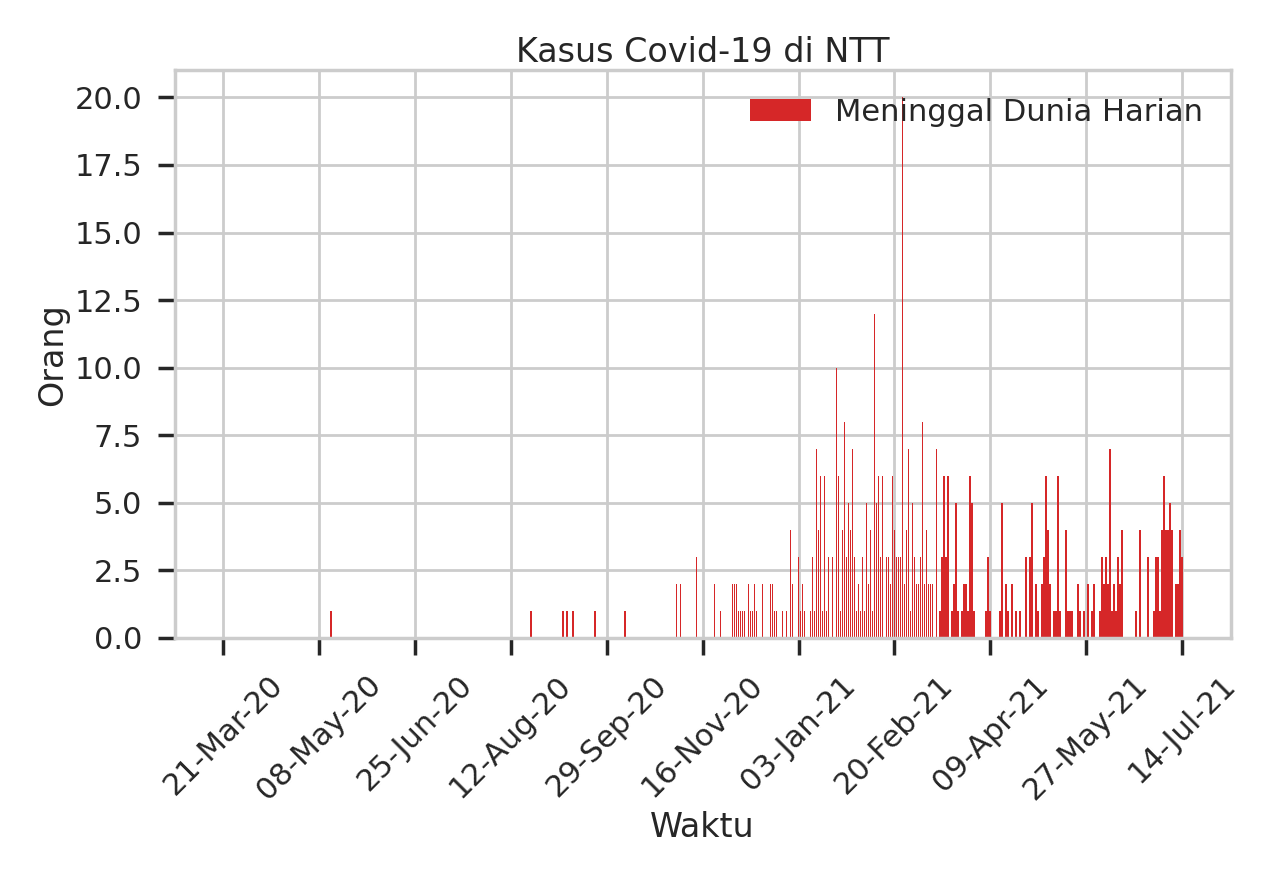 Kasus Covid-19 di NTT
Meninggal Dunia Harian
Orang
20.0
17.5
15.0
12.5
10.0
7.5
5.0
2.5
0.0
21-Mar-20
08-May-20
25-Jun-20
12-Aug-20
29-Sep-20
16-Nov-20
03-Jan-21
20-Feb-21
09-Apr-21
27-May-21
14-Jul-21
Waktu